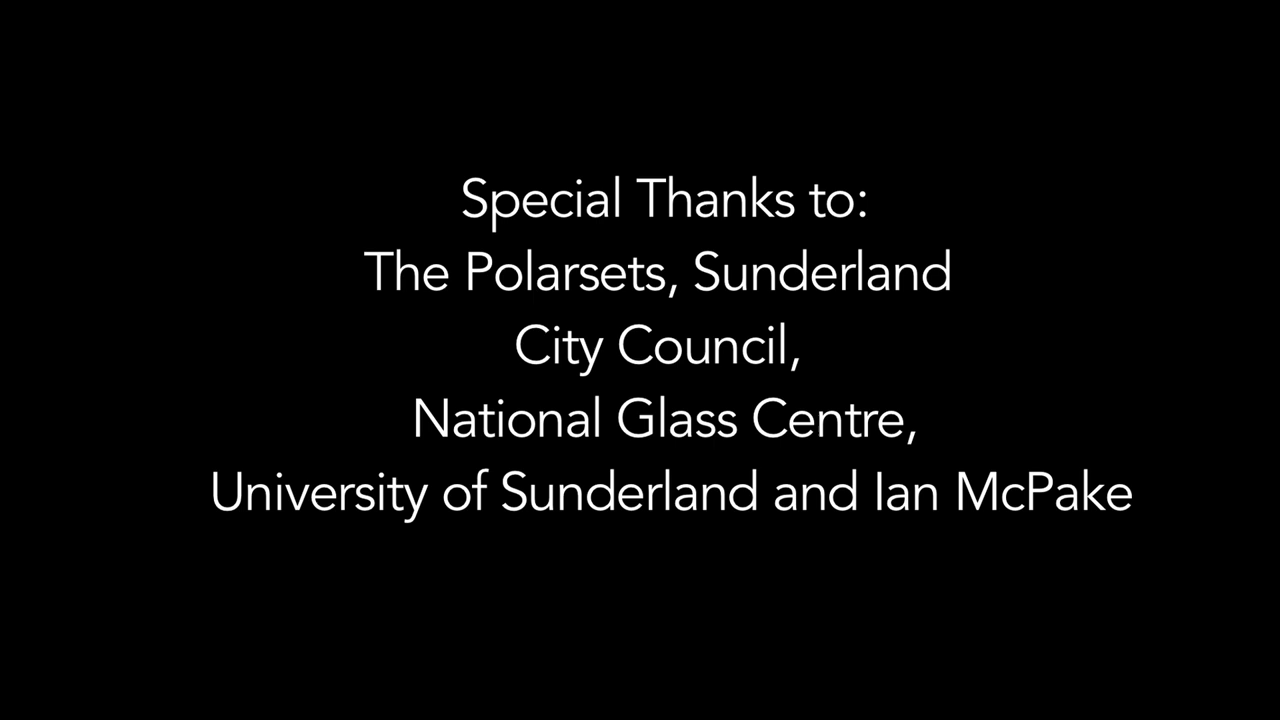 Special Thanks to:
The Polarsets, Sunderland
City Council,
National Glass Centre,
University of Sunderland and Ian McPake